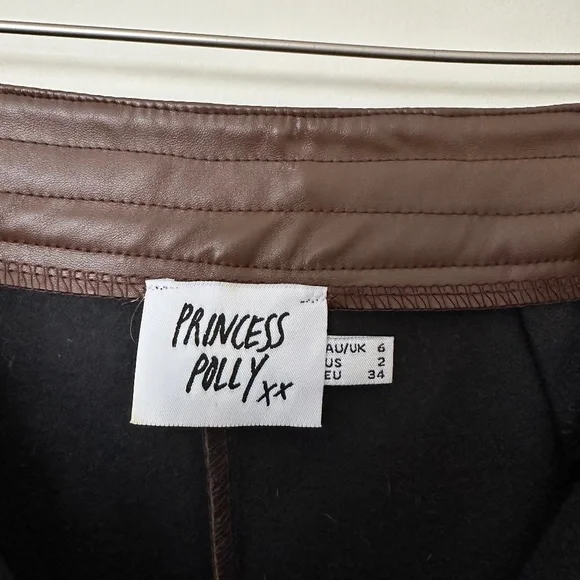 PRINCESS
POLLY xx
AU/UK 6
US 2
EU 34